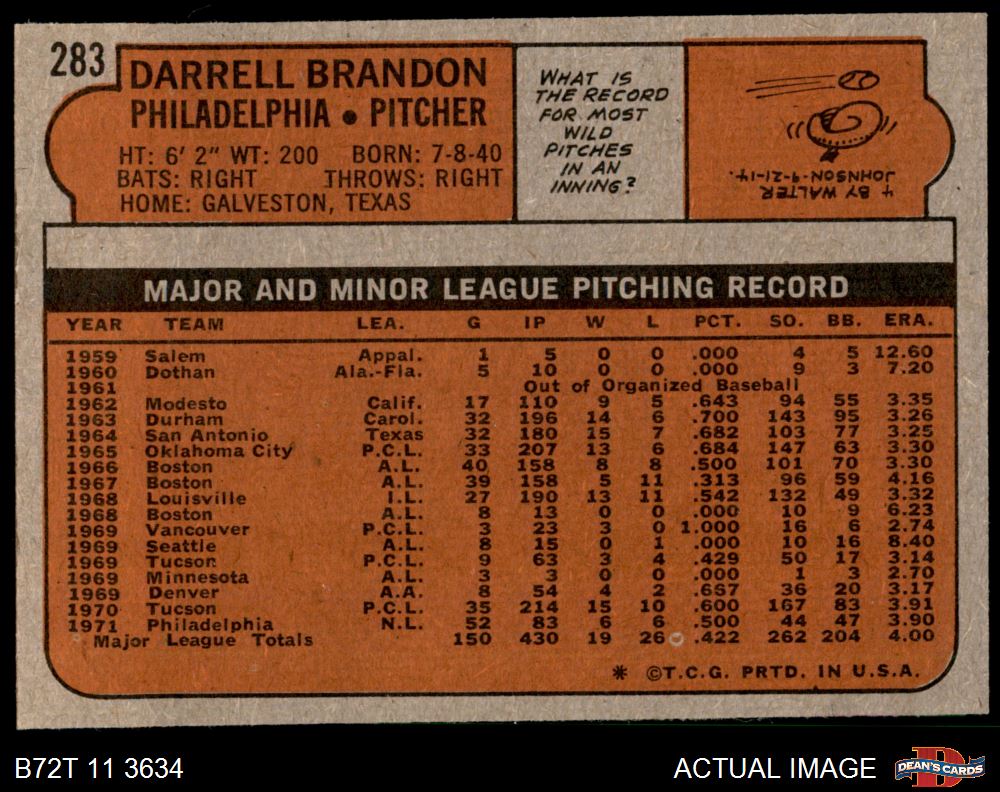 283
DARRELL BRANDON
PHILADELPHIA • PITCHER
HT: 6' 2" WT: 200 BORN: 7-8-40
BATS: RIGHT THROWS: RIGHT
HOME: GALVESTON, TEXAS
WHAT IS
THE RECORD
FOR MOST
WILD
PITCHES
IN AN
INNING?
4 BY WALTER
JOHNSON-9-21-14.
MAJOR AND MINOR LEAGUE PITCHING RECORD
YEAR TEAM LEA. G IP W L PCT. SO. BB. ERA.
1959 Salem Appal. 1 5 0 0 .000 4 5 12.60
1960 Dothan Ala.-Fla. 5 10 0 0 .000 9 3 7.20
1961 Out of Organized Baseball
1962 Modesto Calif. 17 110 9 5 .643 94 55 3.35
1963 Durham Carol. 32 196 14 6 .700 143 95 3.26
1964 San Antonio Texas 32 180 15 7 .682 103 77 3.25
1965 Oklahoma City P.C.L. 33 207 13 6 .684 147 63 3.30
1966 Boston A.L. 40 158 8 8 .500 101 70 3.30
1967 Boston A.L. 39 158 5 11 .313 96 59 4.16
1968 Louisville I.L. 27 190 13 11 .542 132 49 3.32
1968 Boston A.L. 8 13 0 0 .000 10 9 6.23
1969 Vancouver P.C.L. 3 23 3 0 1.000 16 6 2.74
1969 Seattle A.L. 8 15 0 1 .000 10 16 8.40
1969 Tucson P.C.L. 9 63 3 4 .429 50 17 3.14
1969 Minnesota A.L. 3 3 0 0 .000 1 3 2.70
1969 Denver A.A. 8 54 4 2 .667 36 20 3.17
1970 Tucson P.C.L. 35 214 15 10 .600 167 83 3.91
1971 Philadelphia N.L. 52 83 6 6 .500 44 47 3.90
Major League Totals 150 430 19 26 .422 262 204 4.00
* ©T.C.G. PRTD. IN U.S.A.
B72T 11 3634
ACTUAL IMAGE
D
DEAN'S CARDS